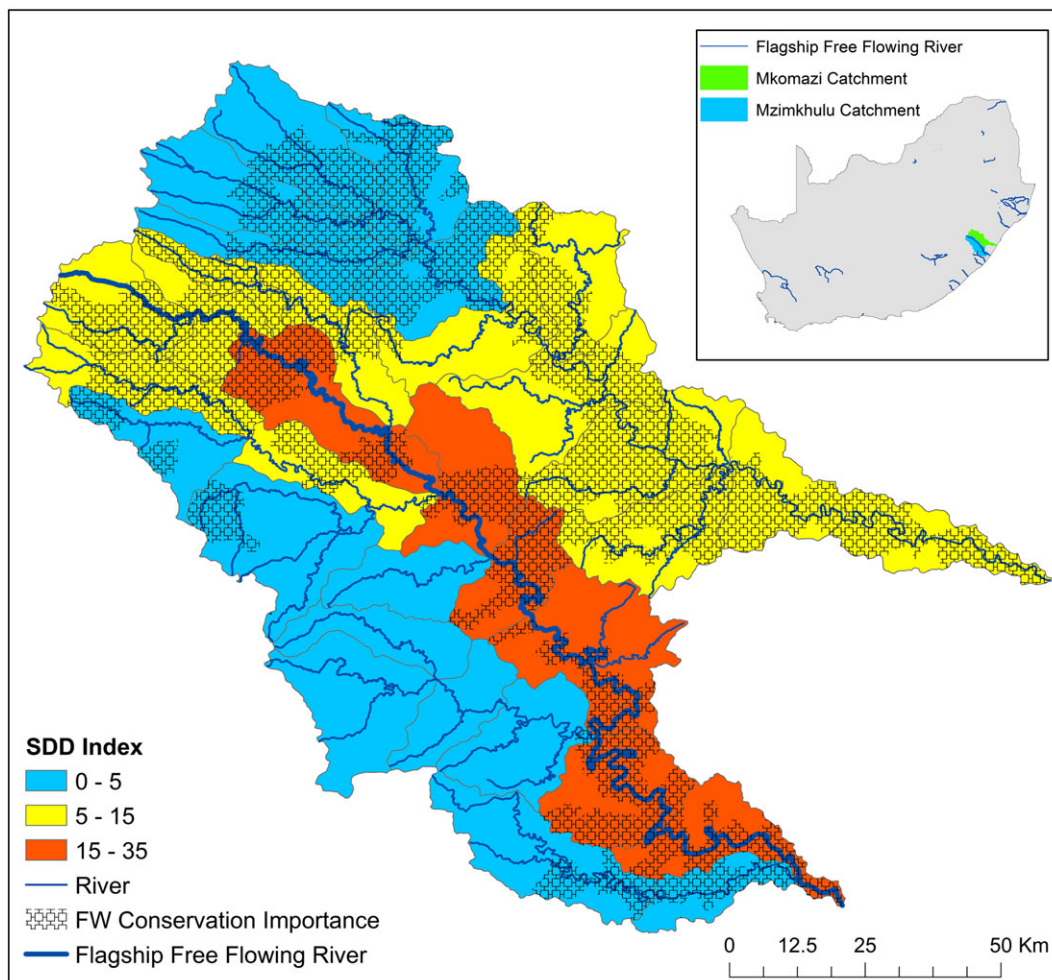 Flagship Free Flowing River
Mkomazi Catchment
Mzimkhulu Catchment
SDD Index
0 - 5
5 - 15
15 - 35
River
FW Conservation Importance
Flagship Free Flowing River
0 12.5 25 50 Km